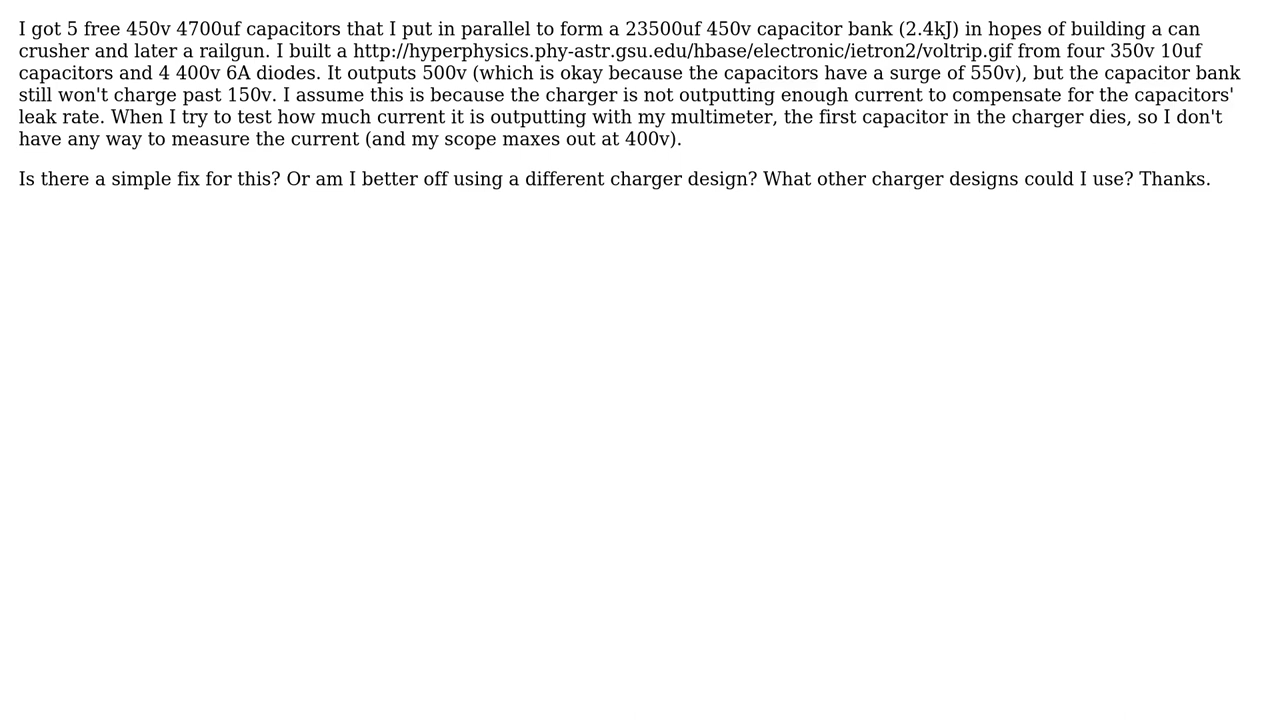 I got 5 free 450v 4700uf capacitors that I put in parallel to form a 23500uf 450v capacitor bank (2.4kJ) in hopes of building a can
crusher and later a railgun. I built a http://hyperphysics.phy-astr.gsu.edu/hbase/electronic/ietron2/voltrip.gif from four 350v 10uf
capacitors and 4 400v 6A diodes. It outputs 500v (which is okay because the capacitors have a surge of 550v), but the capacitor bank
still won't charge past 150v. I assume this is because the charger is not outputting enough current to compensate for the capacitors'
leak rate. When I try to test how much current it is outputting with my multimeter, the first capacitor in the charger dies, so I don't
have any way to measure the current (and my scope maxes out at 400v).
Is there a simple fix for this? Or am I better off using a different charger design? What other charger designs could I use? Thanks.